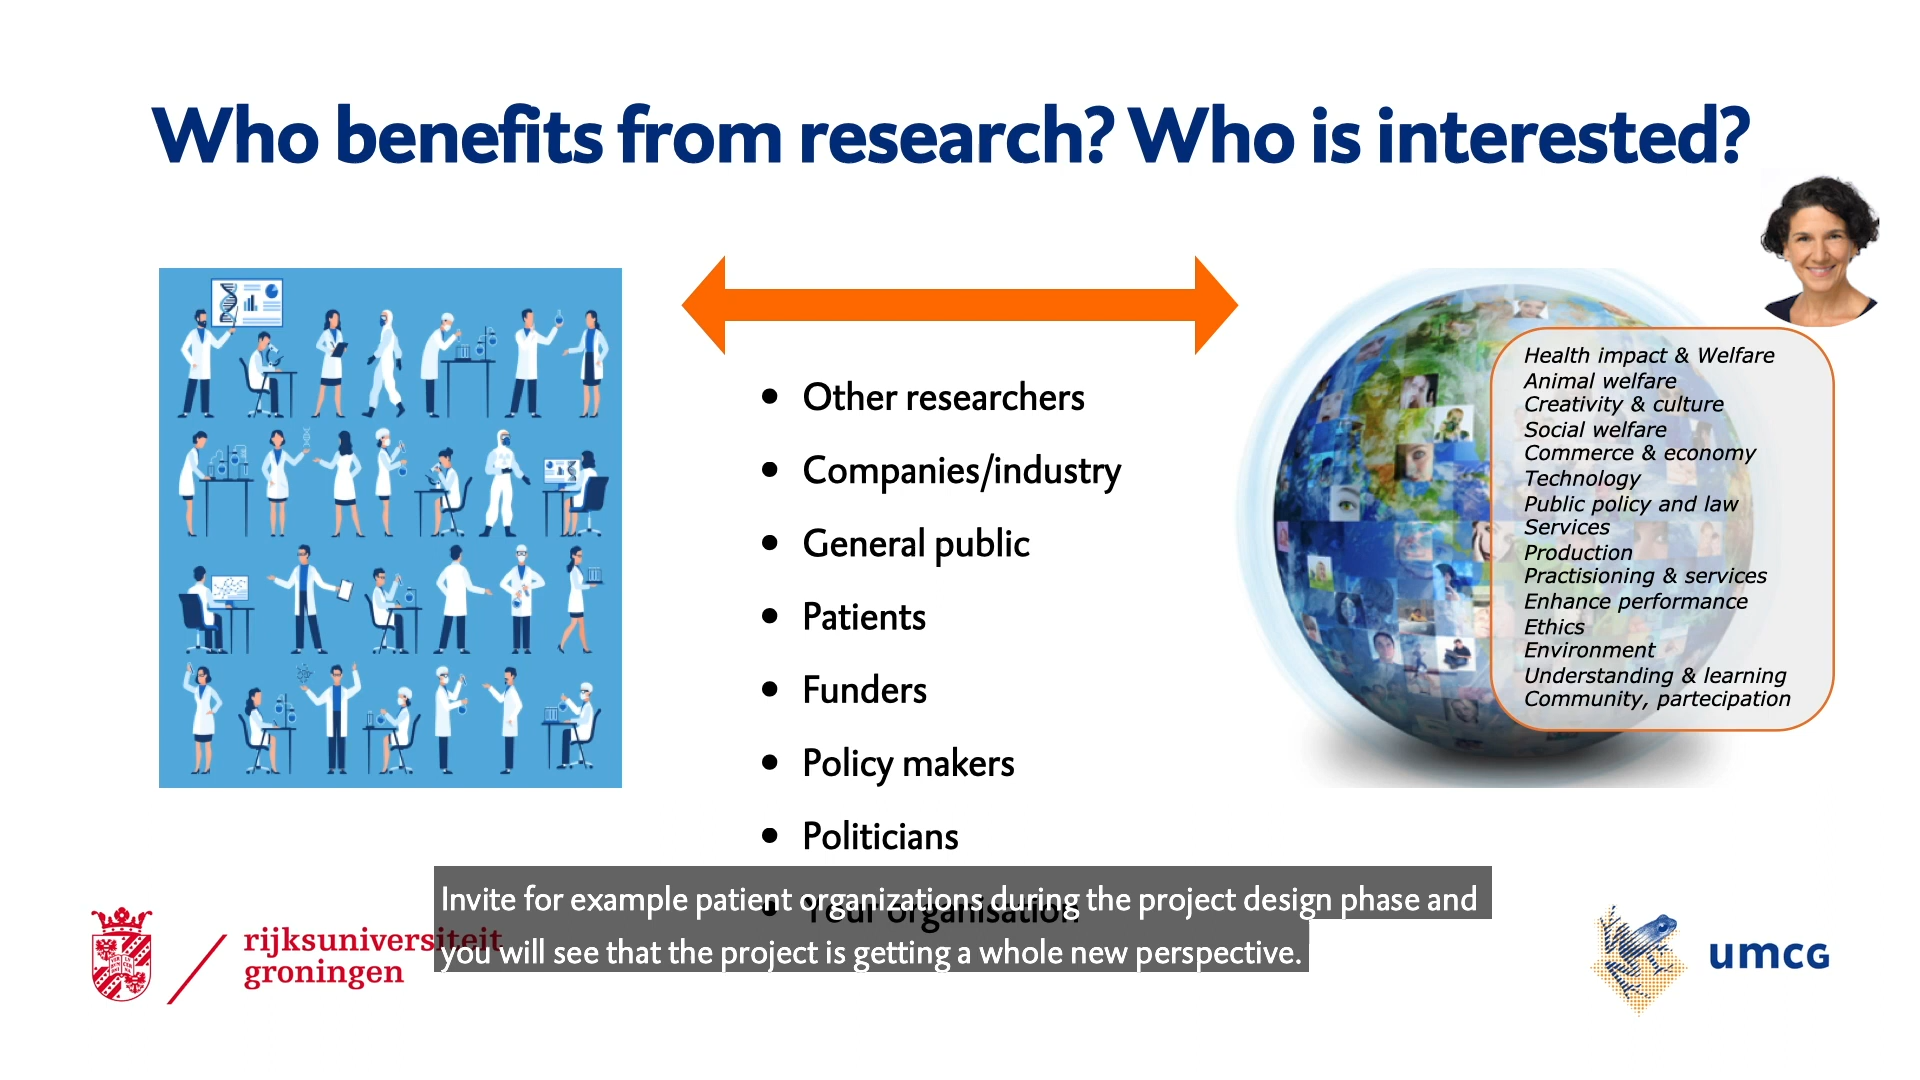 Who benefits from research? Who is interested?
Other researchers
Companies/industry
General public
Patients
Funders
Policy makers
Politicians
Your organisation
Health impact & Welfare
Animal welfare
Creativity & culture
Social welfare
Commerce & economy
Technology
Public policy and law
Services
Production
Practisioning & services
Enhance performance
Ethics
Environment
Understanding & learning
Community, partecipation
Invite for example patient organizations during the project design phase and
you will see that the project is getting a whole new perspective.
rijksuniversiteit
groningen
umcg